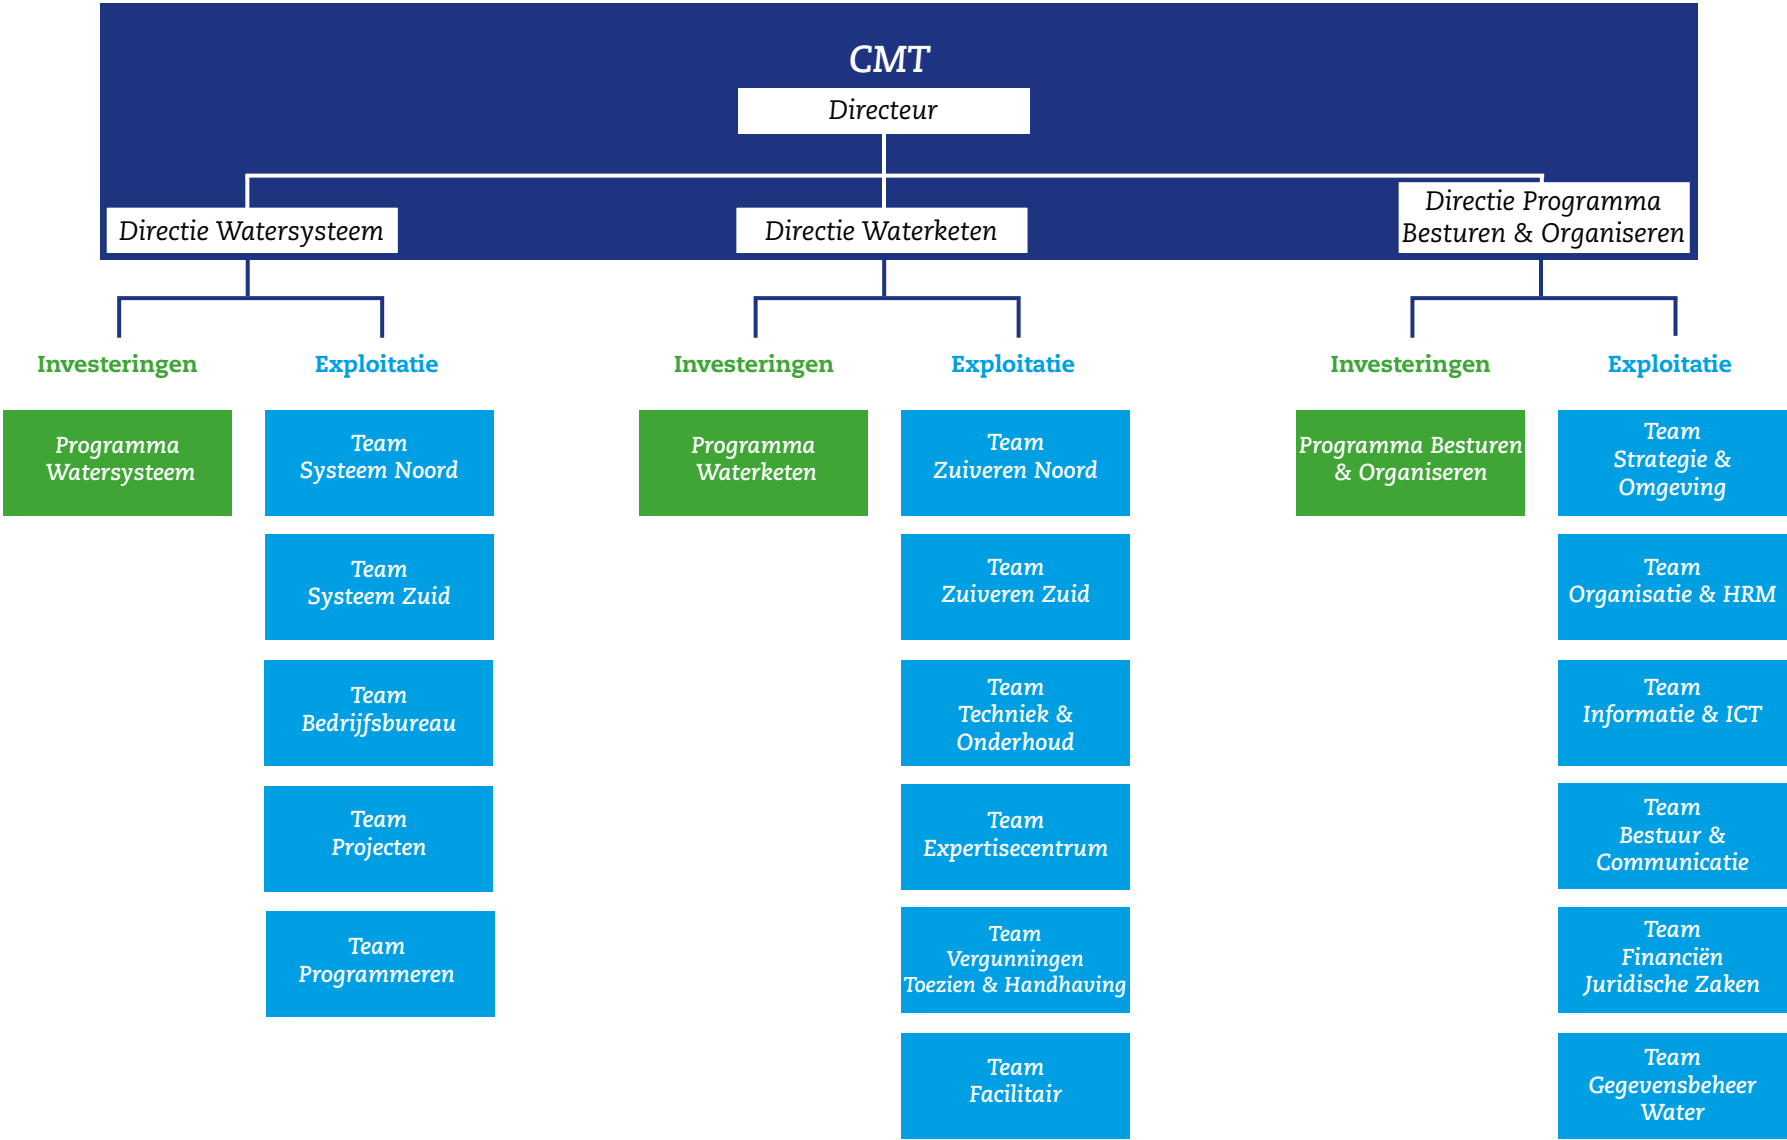 CMT
Directeur
Directie Watersysteem
Directie Waterketen
Directie Programma
Besturen & Organiseren
Investeringen
Exploitatie
Programma
Watersysteem
Team
Systeem Noord
Team
Systeem Zuid
Team
Bedrijfsbureau
Team
Projecten
Team
Programmeren
Investeringen
Exploitatie
Programma
Waterketen
Team
Zuiveren Noord
Team
Zuiveren Zuid
Team
Techniek &
Onderhoud
Team
Expertisecentrum
Team
Vergunningen
Toezien & Handhaving
Team
Facilitair
Investeringen
Exploitatie
Programma Besturen
& Organiseren
Team
Strategie &
Omgeving
Team
Organisatie & HRM
Team
Informatie & ICT
Team
Bestuur &
Communicatie
Team
Financiën
Juridische Zaken
Team
Gegevensbeheer
Water